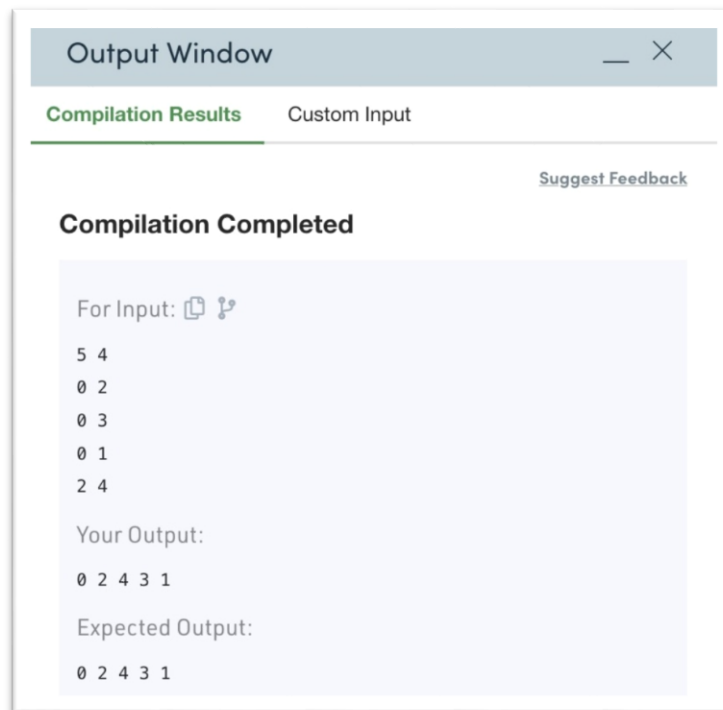 Output Window
Compilation Results Custom Input
Suggest Feedback
Compilation Completed
For Input:
5 4
0 2
0 3
0 1
2 4
Your Output:
0 2 4 3 1
Expected Output:
0 2 4 3 1